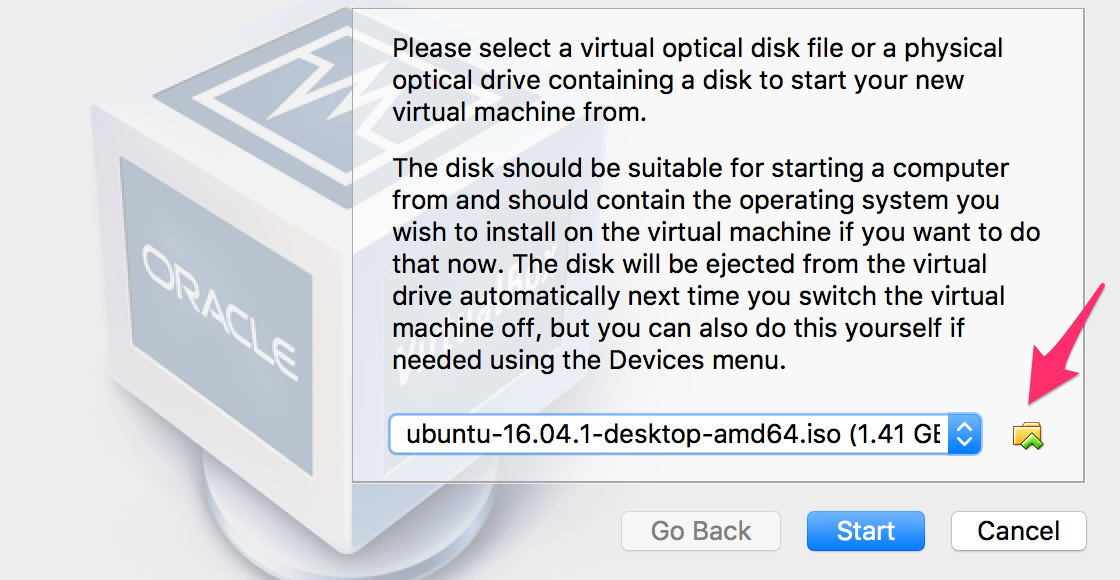 Please select a virtual optical disk file or a physical
optical drive containing a disk to start your new
virtual machine from.
The disk should be suitable for starting a computer
from and should contain the operating system you
wish to install on the virtual machine if you want to do
that now. The disk will be ejected from the virtual
drive automatically next time you switch the virtual
machine off, but you can also do this yourself if
needed using the Devices menu.
ORACLE
VirtualBox
ubuntu-16.04.1-desktop-amd64.iso (1.41 GB
Go Back
Start
Cancel